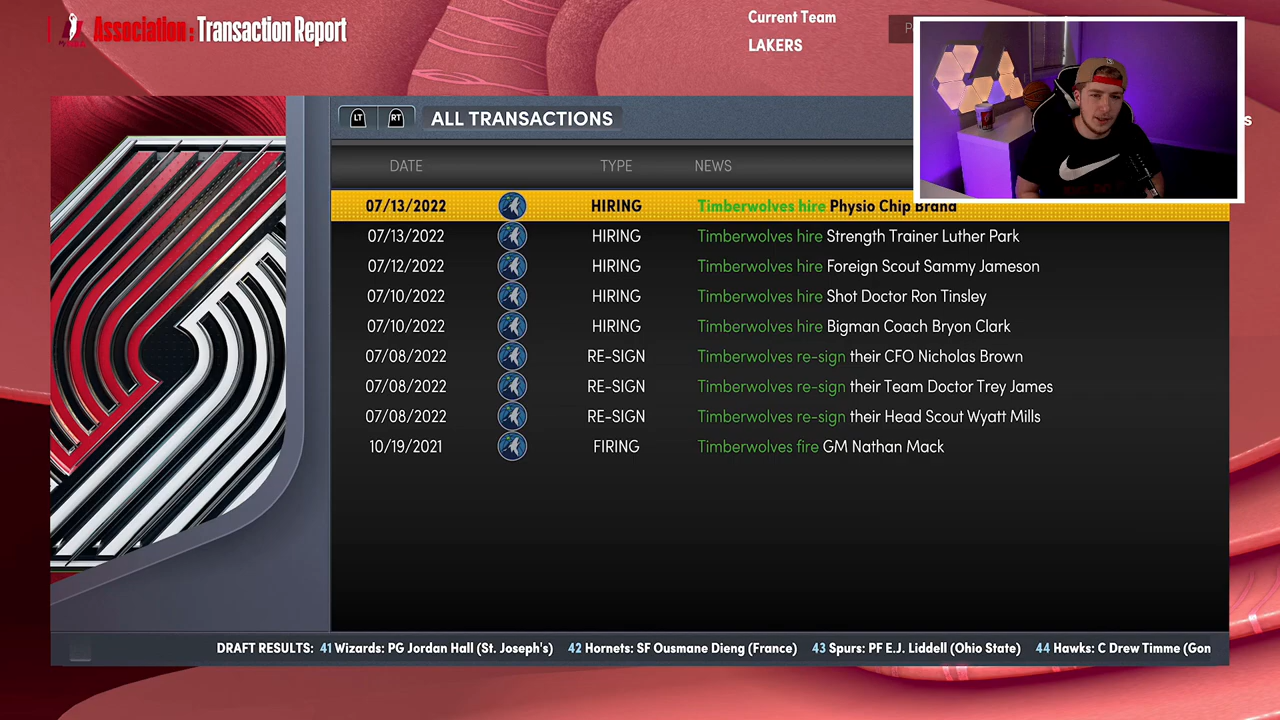 Association : Transaction Report
Current Team
LAKERS
LT RT ALL TRANSACTIONS
DATE TYPE NEWS
07/13/2022 HIRING Timberwolves hire Physio Chip Brand
07/13/2022 HIRING Timberwolves hire Strength Trainer Luther Park
07/12/2022 HIRING Timberwolves hire Foreign Scout Sammy Jameson
07/10/2022 HIRING Timberwolves hire Shot Doctor Ron Tinsley
07/10/2022 HIRING Timberwolves hire Bigman Coach Bryon Clark
07/08/2022 RE-SIGN Timberwolves re-sign their CFO Nicholas Brown
07/08/2022 RE-SIGN Timberwolves re-sign their Team Doctor Trey James
07/08/2022 RE-SIGN Timberwolves re-sign their Head Scout Wyatt Mills
10/19/2021 FIRING Timberwolves fire GM Nathan Mack
DRAFT RESULTS: 41 Wizards: PG Jordan Hall (St. Joseph's) 42 Hornets: SF Ousmane Dieng (France) 43 Spurs: PF E.J. Liddell (Ohio State) 44 Hawks: C Drew Timme (Gon